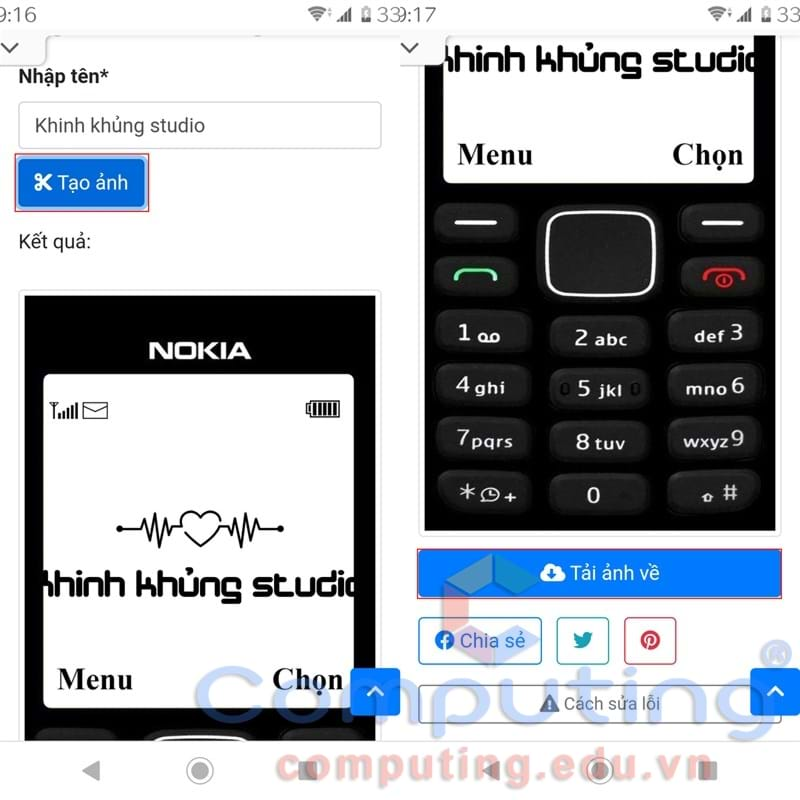 9:16
33
Nhập tên*
Khinh khủng studio
Tạo ảnh
Kết quả:
NOKIA
khinh khủng studio
Menu Chọn
9:17
33
khinh khủng studio
Menu Chọn
1
2 abc
def 3
4 ghi
5 jkl
mno 6
7 pqrs
8 tuv
wxyz 9
* +
0
#
Tải ảnh về
Chia sẻ
Cách sửa lỗi
Computing ®
computing.edu.vn